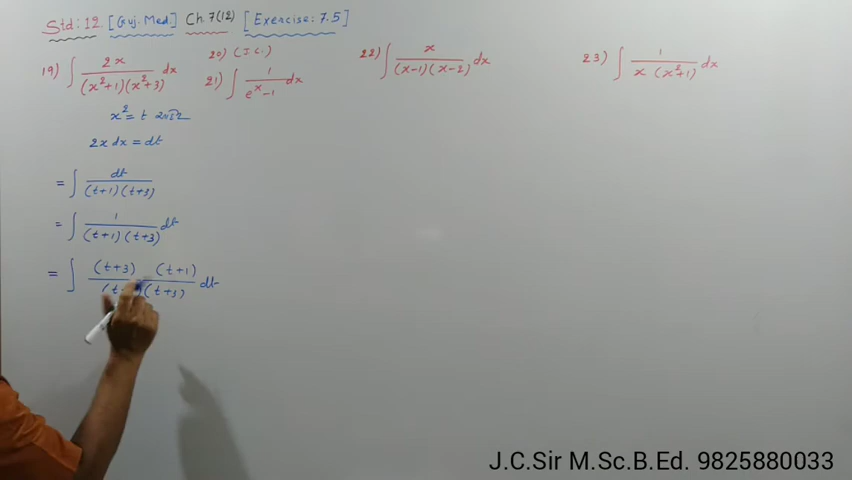 Std: 12 [Guj. Med.] Ch. 7(12) [Exercise: 7.5]
19) ∫ 2x / (x²+1)(x²+3) dx
x² = t
2x dx = dt
= ∫ dt / (t+1)(t+3)
= ∫ 1 / (t+1)(t+3) dt
= ∫ (t+3) (t+1) / (t+3) dt
20) (I.C.)
21) ∫ 1 / eˣ-1 dx
22) ∫ x / (x-1)(x-2) dx
23) ∫ 1 / x (x²+1) dx
J.C.Sir M.Sc.B.Ed. 9825880033